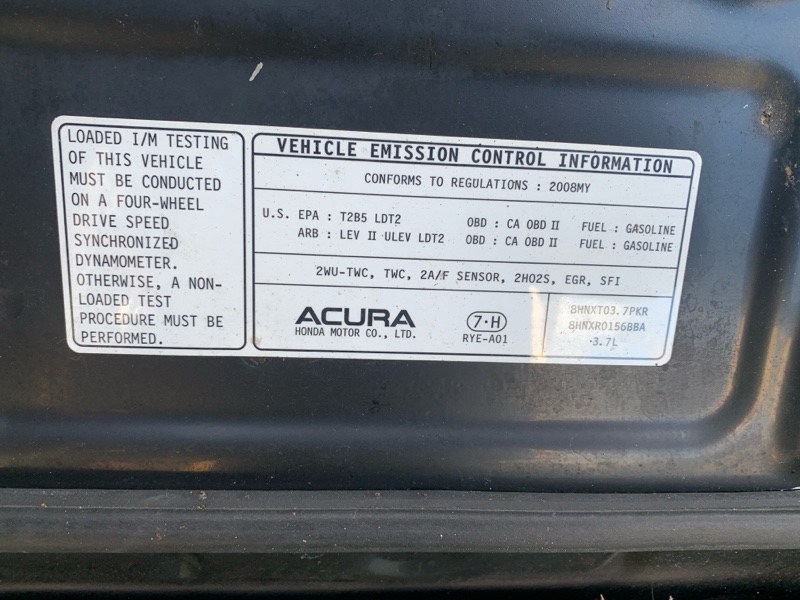 LOADED I/M TESTING
OF THIS VEHICLE
MUST BE CONDUCTED
ON A FOUR-WHEEL
DRIVE SPEED
SYNCHRONIZED
DYNAMOMETER.
OTHERWISE, A NON-
LOADED TEST
PROCEDURE MUST BE
PERFORMED.
VEHICLE EMISSION CONTROL INFORMATION
CONFORMS TO REGULATIONS : 2008MY
U.S. EPA : T2B5 LDT2 OBD : CA OBD II FUEL : GASOLINE
ARB : LEV II ULEV LDT2 OBD : CA OBD II FUEL : GASOLINE
2WU-TWC, TWC, 2A/F SENSOR, 2HO2S, EGR, SFI
ACURA
HONDA MOTOR CO., LTD.
7·H
RYE-A01
8HNXT03.7PKR
8HNXR0156BBA
3.7L